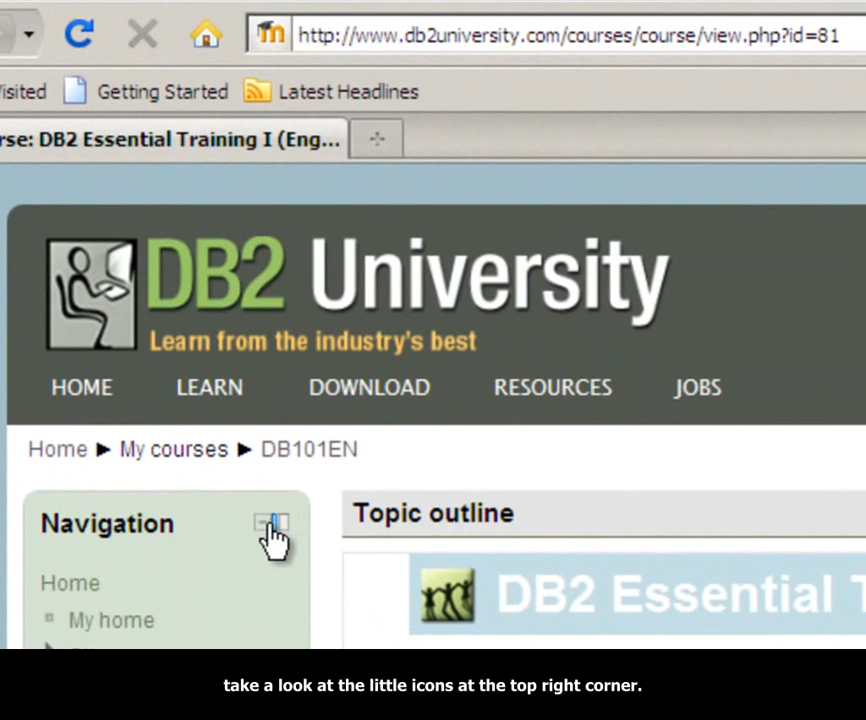 http://www.db2university.com/courses/course/view.php?id=81
isited Getting Started Latest Headlines
rse: DB2 Essential Training I (Eng...
DB2 University
Learn from the industry's best
HOME LEARN DOWNLOAD RESOURCES JOBS
Home ► My courses ► DB101EN
Navigation
Topic outline
Home
My home
DB2 Essential T
take a look at the little icons at the top right corner.